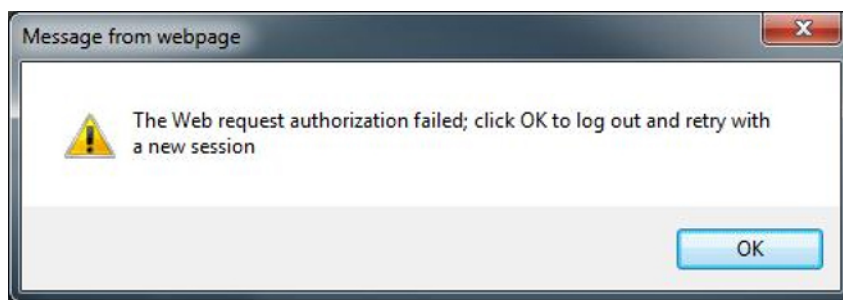 Message from webpage
The Web request authorization failed; click OK to log out and retry with
a new session
OK